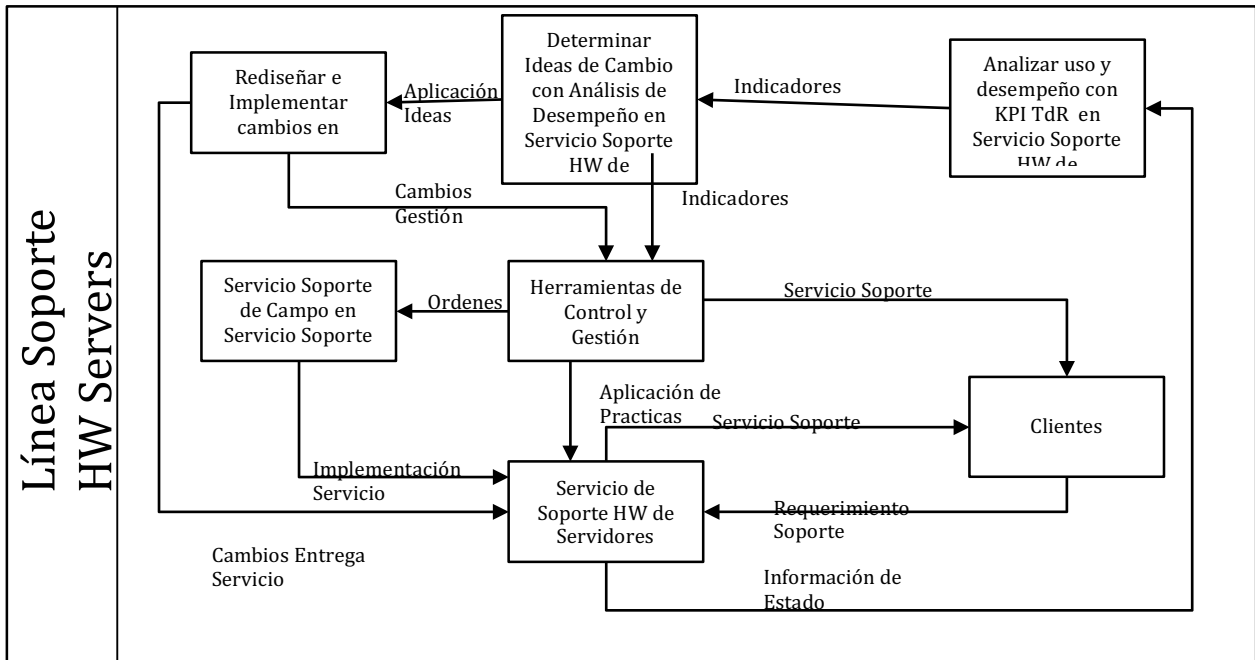 Línea Soporte
HW Servers
Rediseñar e
Implementar
cambios en
Aplicación
Ideas
Determinar
Ideas de Cambio
con Análisis de
Desempeño en
Servicio Soporte
HW de
Indicadores
Analizar uso y
desempeño con
KPI TdR en
Servicio Soporte
HW de
Cambios
Gestión
Indicadores
Servicio Soporte
de Campo en
Servicio Soporte
Ordenes
Herramientas de
Control y
Gestión
Servicio Soporte
Aplicación de
Practicas
Servicio Soporte
Clientes
Implementación
Servicio
Servicio de
Soporte HW de
Servidores
Requerimiento
Soporte
Cambios Entrega
Servicio
Información de
Estado